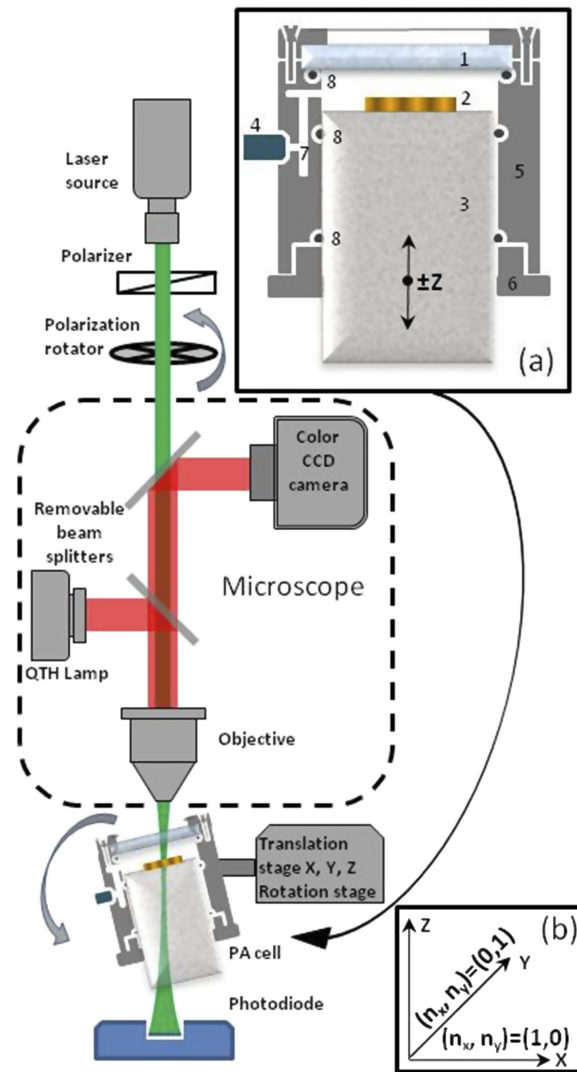 1
8
2
4
7
8
5
3
8
±Z
6
(a)
Laser
source
Polarizer
Polarization
rotator
Color
CCD
camera
Removable
beam
splitters
Microscope
QTH Lamp
Objective
Translation
stage X, Y, Z
Rotation stage
PA cell
Photodiode
(b)
Z
Y
(nₓ, nᵧ)=(0,1)
(nₓ, nᵧ)=(1,0)
X